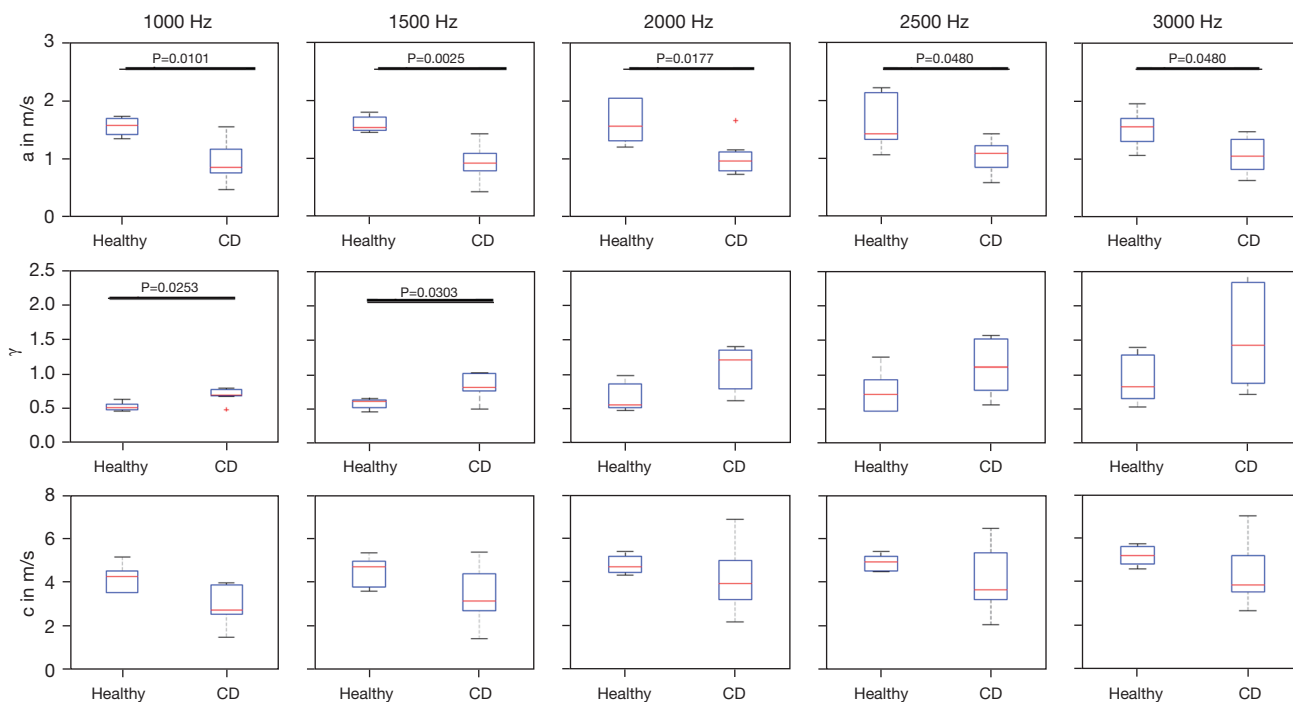 1000 Hz 1500 Hz 2000 Hz 2500 Hz 3000 Hz
3
P=0.0101 P=0.0025 P=0.0177 P=0.0480 P=0.0480
2
a in m/s
1
0
Healthy CD Healthy CD Healthy CD Healthy CD Healthy CD
2.5
P=0.0253 P=0.0303
2.0
1.5
γ
1.0
0.5
0.0
Healthy CD Healthy CD Healthy CD Healthy CD Healthy CD
8
6
c in m/s
4
2
0
Healthy CD Healthy CD Healthy CD Healthy CD Healthy CD